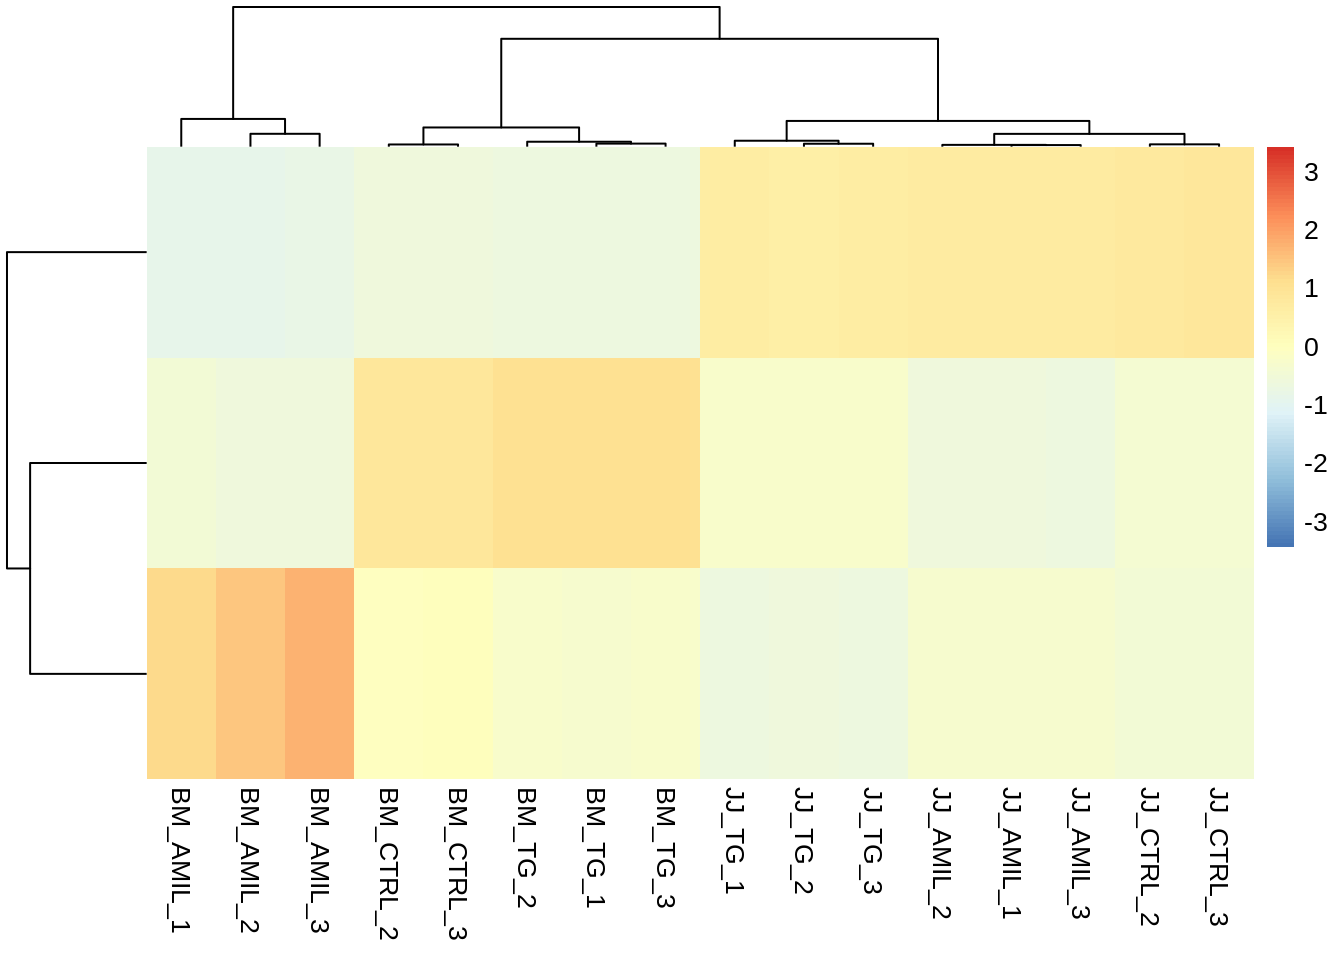 3
2
1
0
-1
-2
-3
BM_AMIL_1
BM_AMIL_2
BM_AMIL_3
BM_CTRL_2
BM_CTRL_3
BM_TG_2
BM_TG_1
BM_TG_3
JJ_TG_1
JJ_TG_2
JJ_TG_3
JJ_AMIL_2
JJ_AMIL_1
JJ_AMIL_3
JJ_CTRL_2
JJ_CTRL_3